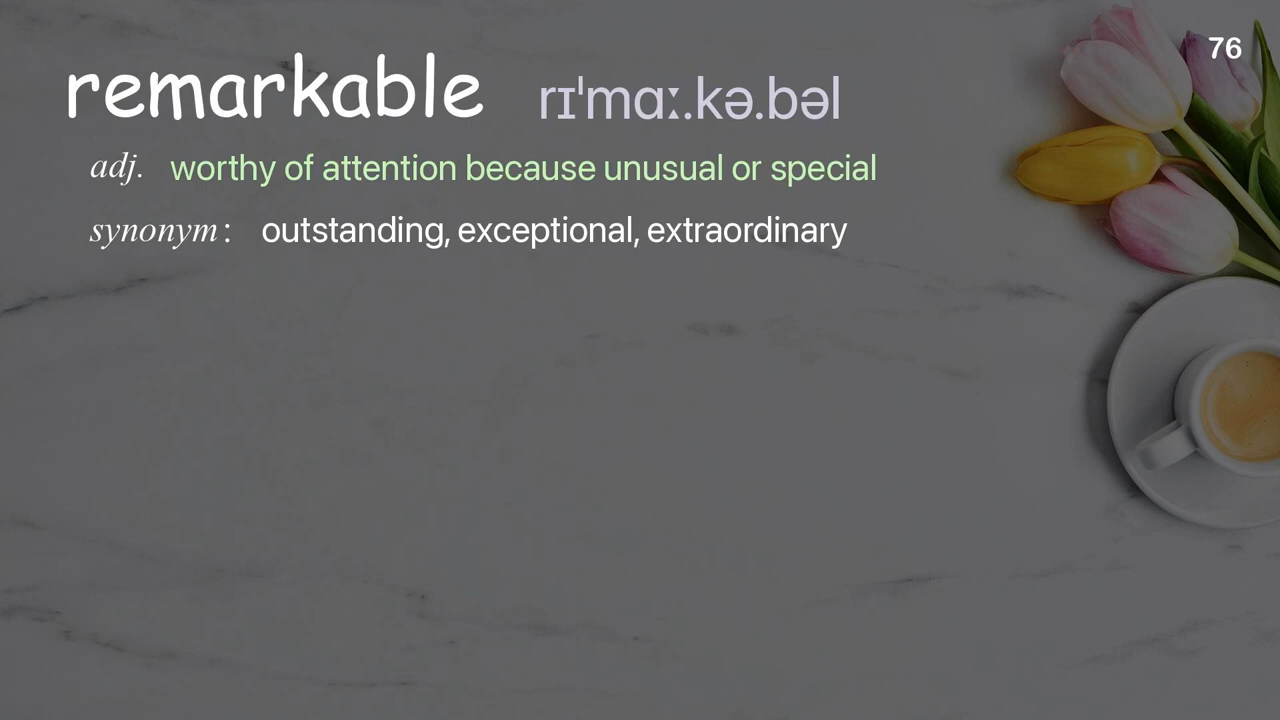 76
remarkable rɪˈmɑː.kə.bəl
adj. worthy of attention because unusual or special
synonym: outstanding, exceptional, extraordinary